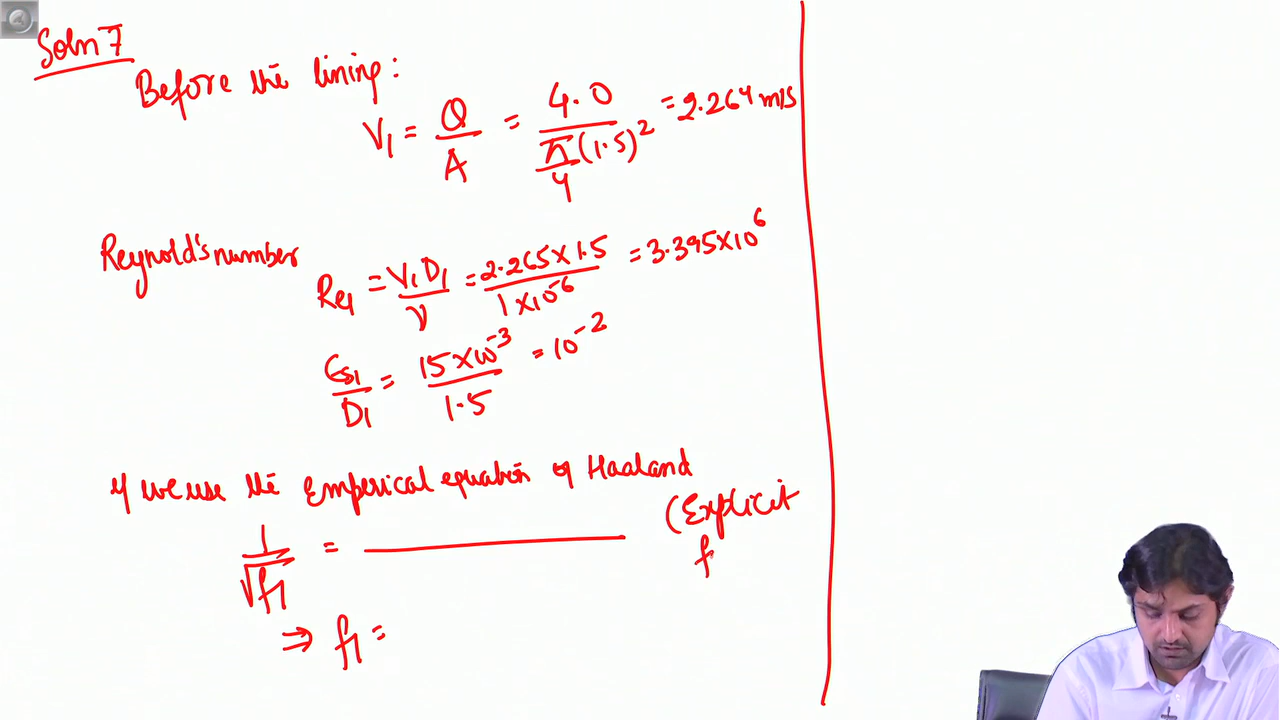 Soln 7
Before the lining:
V₁ = Q/A = 4.0/(π/4 (1.5)²) = 2.264 m/s
Reynold's number
Re₁ = V₁D₁/ν = 2.265×1.5/1×10⁻⁶ = 3.395×10⁶
ϵs₁/D₁ = 15×10⁻³/1.5 = 10⁻²
If we use the Emperical equation of Haaland
(Explicit
f
1/√f₁ = ________
⇒ f₁ =